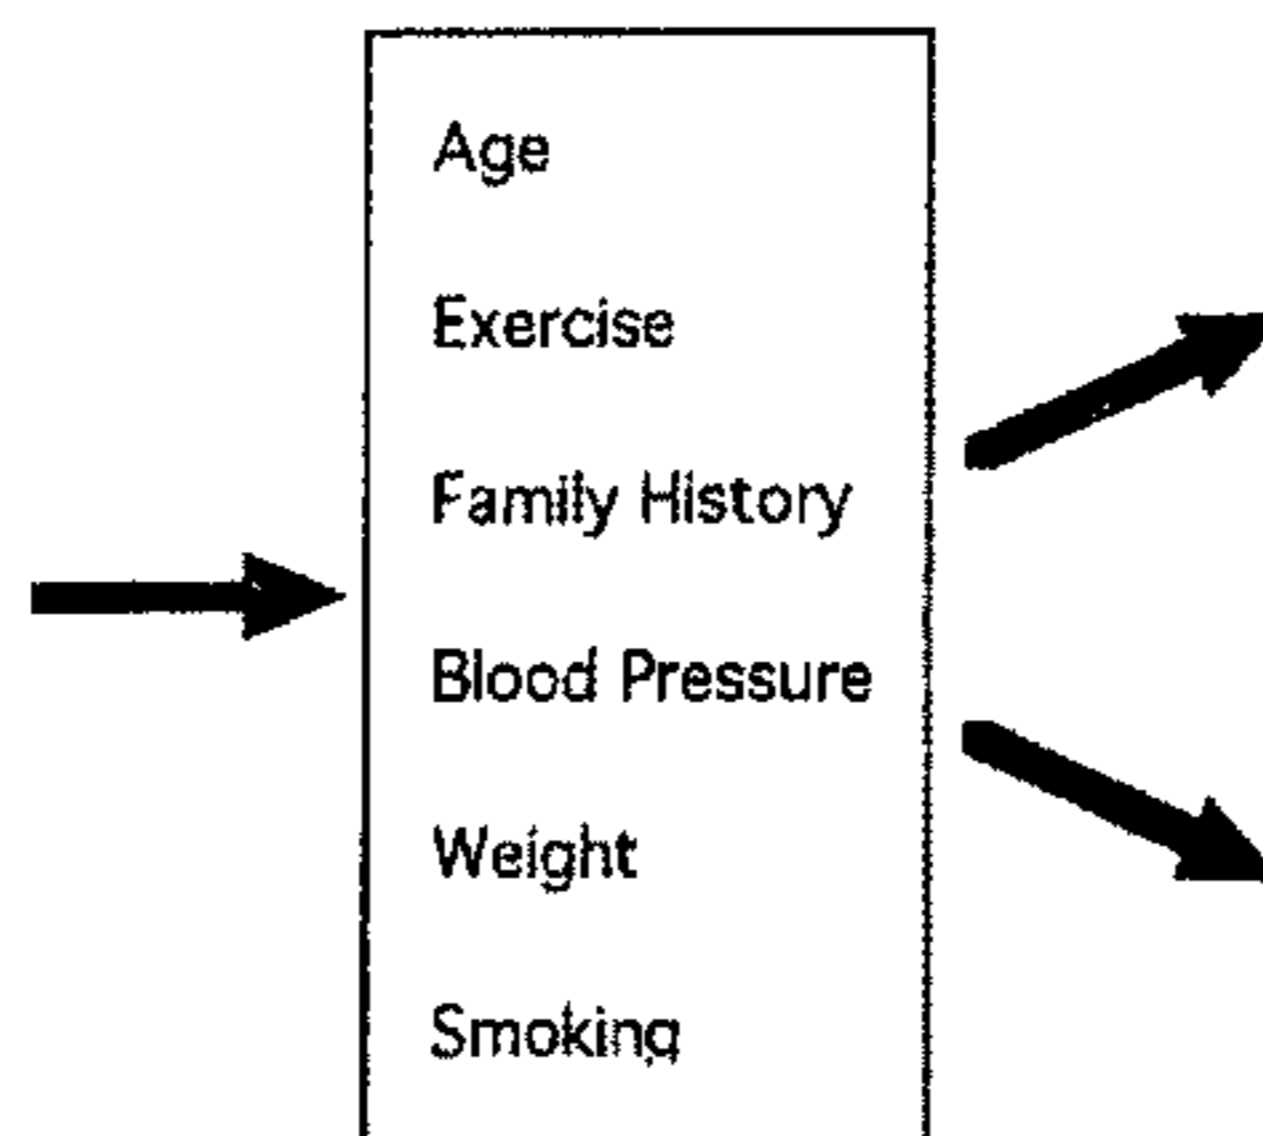 Age
Exercise
Family History
Blood Pressure
Weight
Smoking